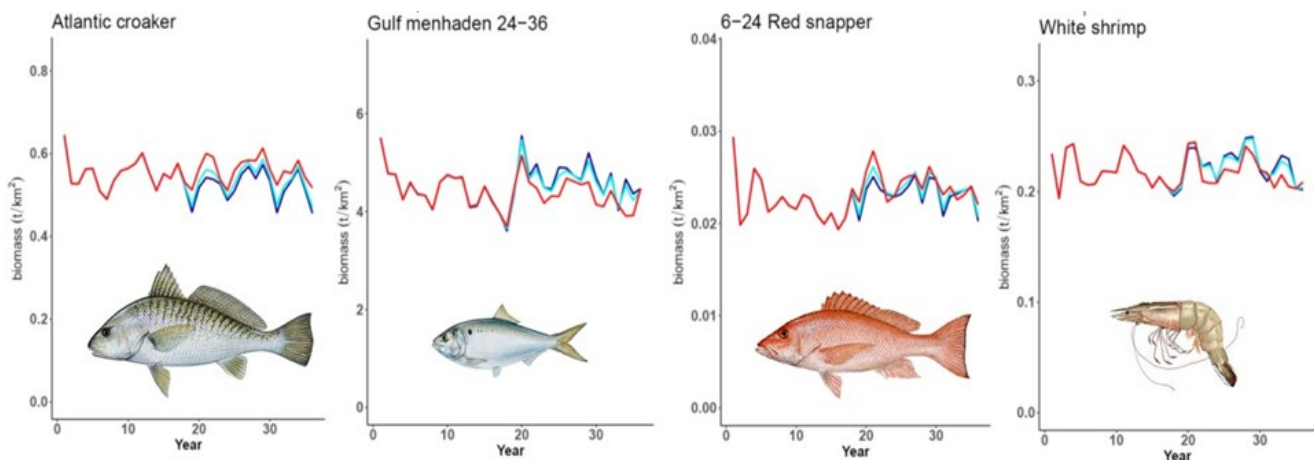 Atlantic croaker
biomass (t/km²)
0.8
0.6
0.4
0.2
0.0
0 10 20 30
Year
Gulf menhaden 24−36
biomass (t/km²)
6
4
2
0
0 10 20 30
Year
6−24 Red snapper
biomass (t/km²)
0.04
0.03
0.02
0.01
0.00
0 10 20 30
Year
White shrimp
biomass (t/km²)
0.3
0.2
0.1
0.0
0 10 20 30
Year